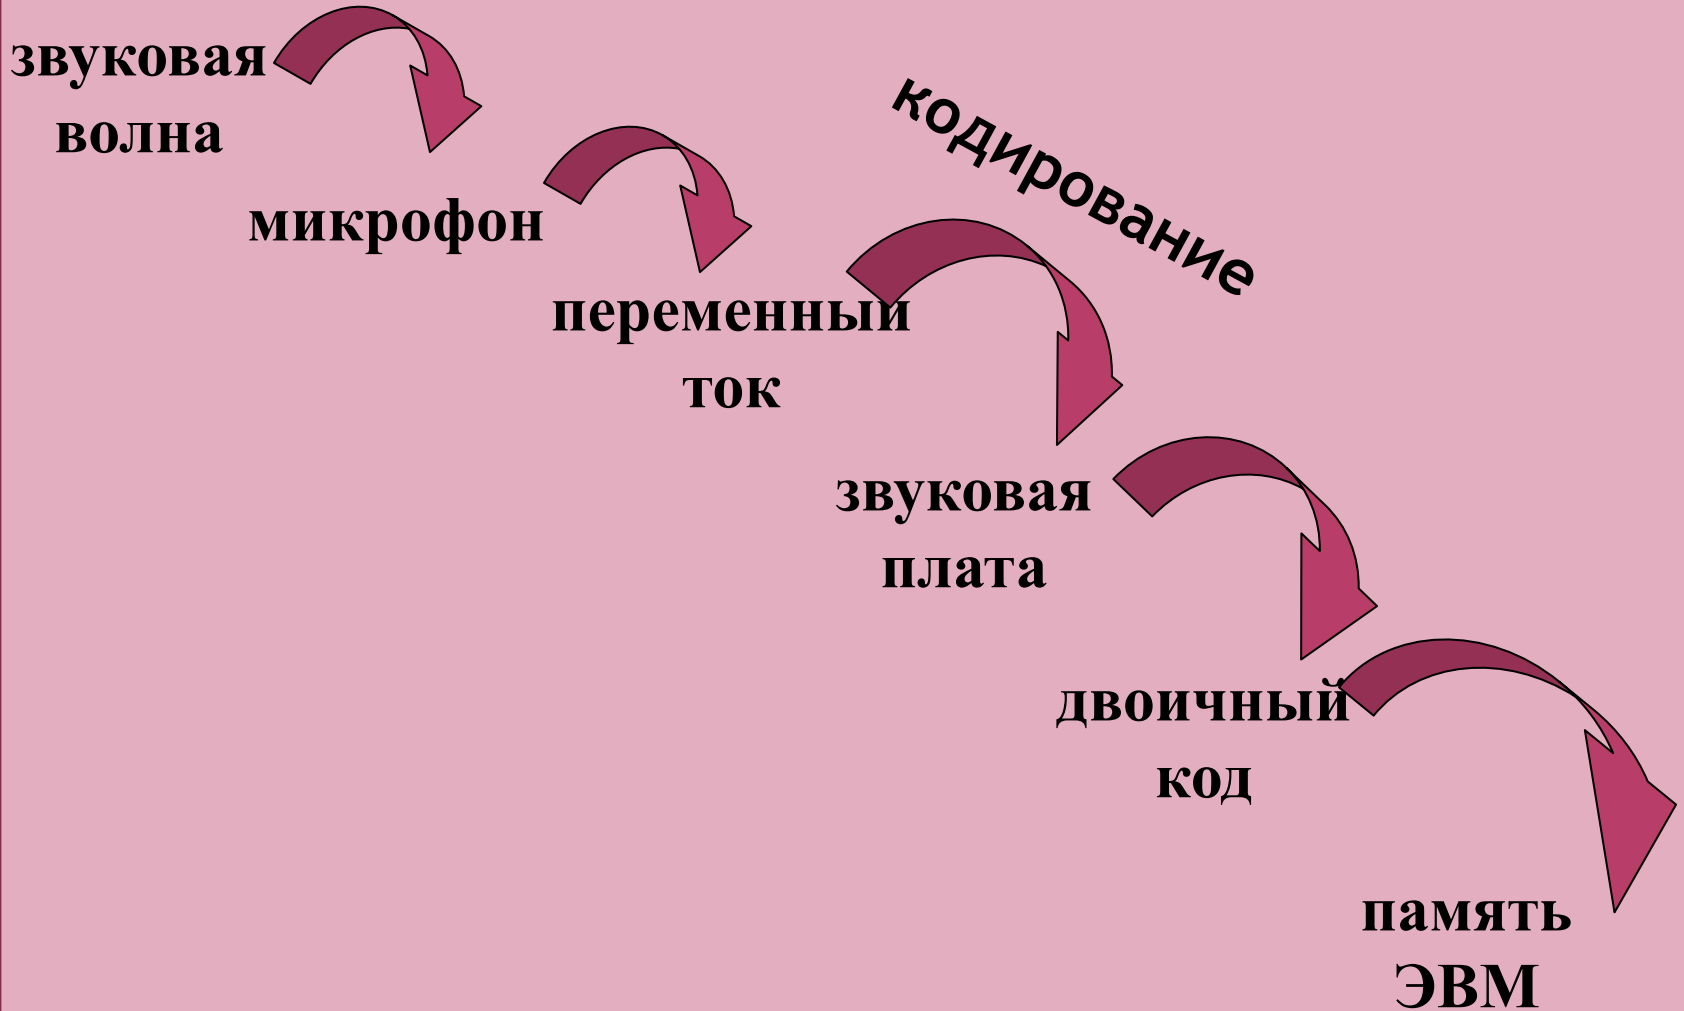 звуковая
волна
микрофон
кодирование
переменный
ток
звуковая
плата
двоичный
код
память
ЭВМ